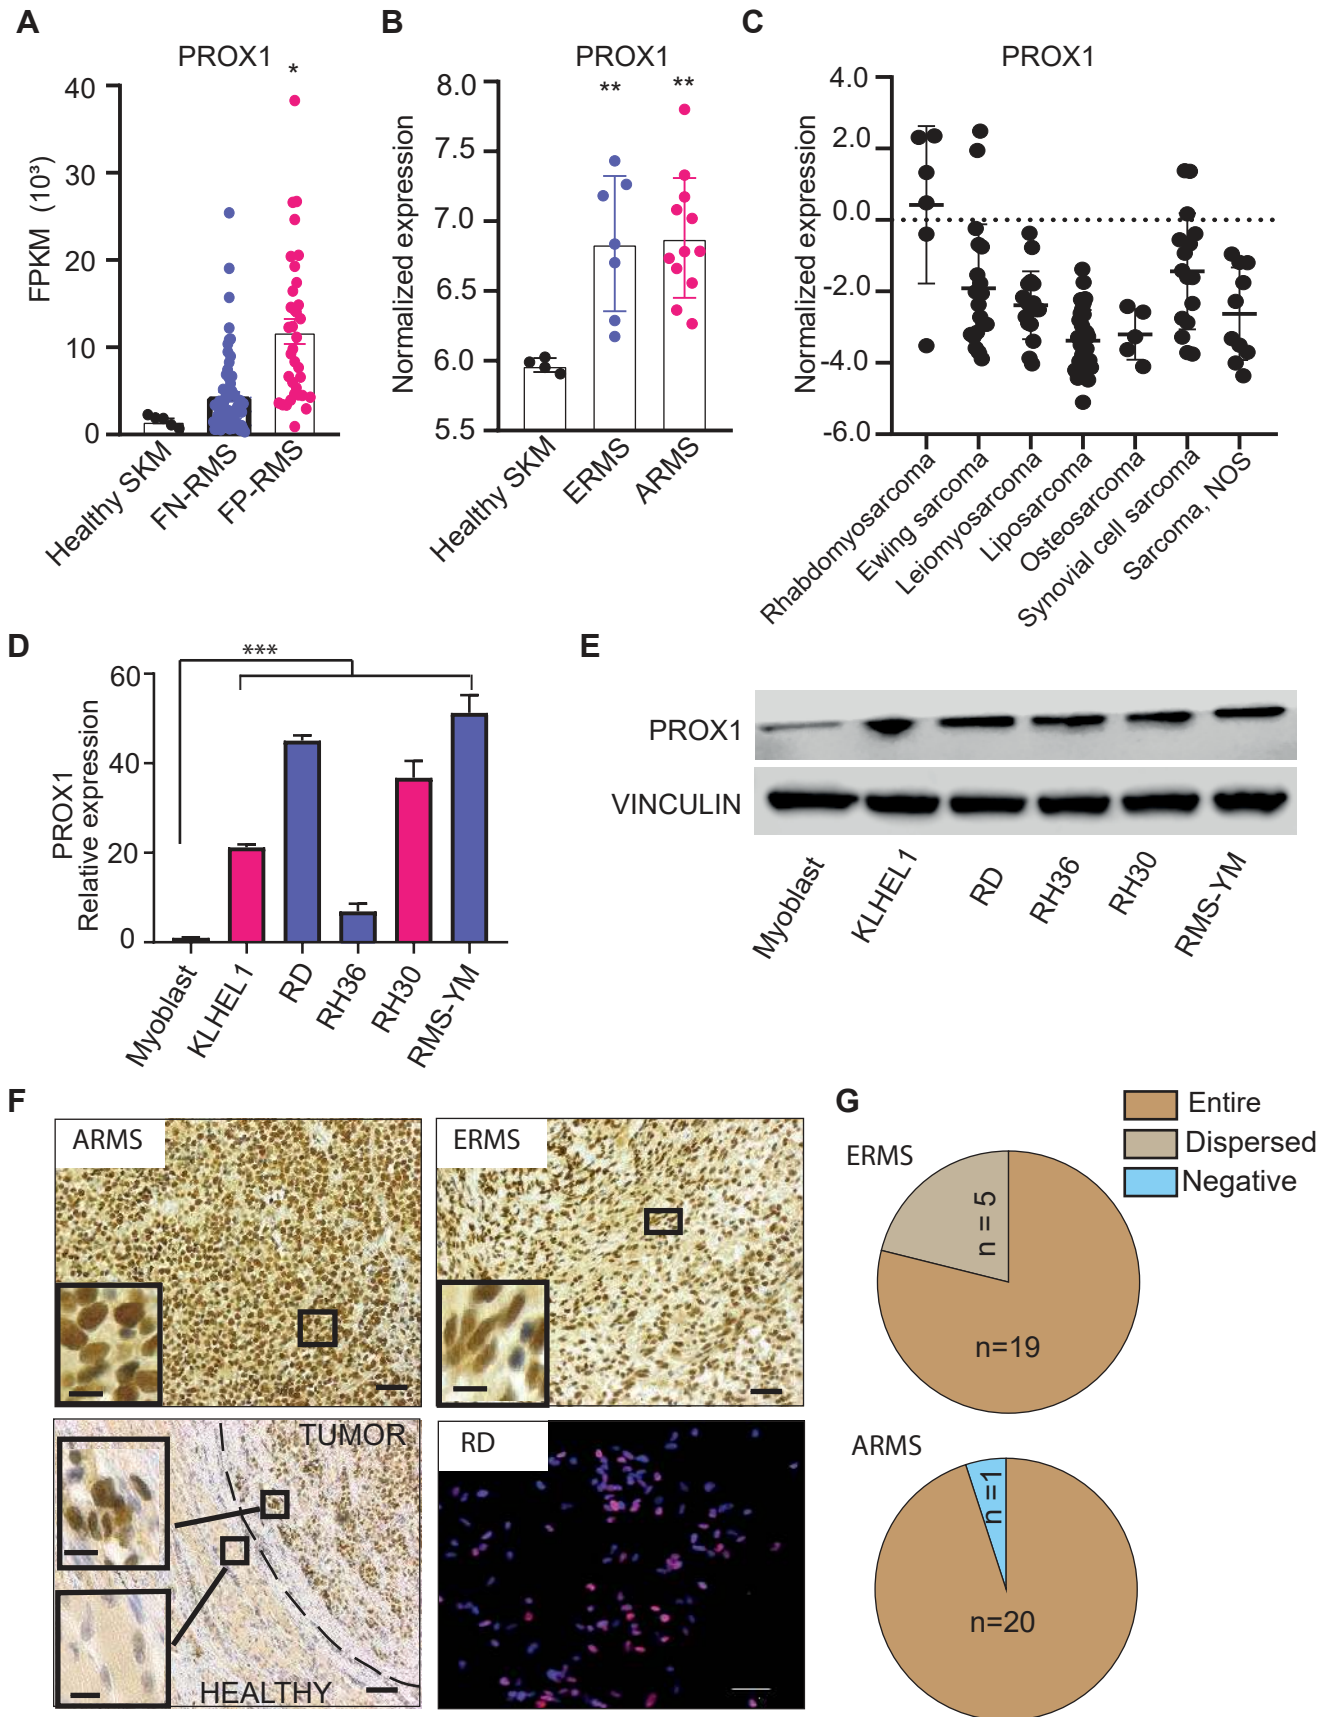 A
PROX1
*
FPKM (10³)
40
30
20
10
0
Healthy SKM
FN-RMS
FP-RMS
B
PROX1
**
**
Normalized expression
8.0
7.5
7.0
6.5
6.0
5.5
Healthy SKM
ERMS
ARMS
C
PROX1
Normalized expression
4.0
2.0
0.0
-2.0
-4.0
-6.0
Rhabdomyosarcoma
Ewing sarcoma
Leiomyosarcoma
Liposarcoma
Osteosarcoma
Synovial cell sarcoma
Sarcoma, NOS
D
***
PROX1
Relative expression
60
40
20
0
Myoblast
KLHEL1
RD
RH36
RH30
RMS-YM
E
PROX1
VINCULIN
Myoblast
KLHEL1
RD
RH36
RH30
RMS-YM
F
ARMS
ERMS
TUMOR
HEALTHY
RD
G
Entire
Dispersed
Negative
ERMS
n = 5
n=19
ARMS
n =1
n=20